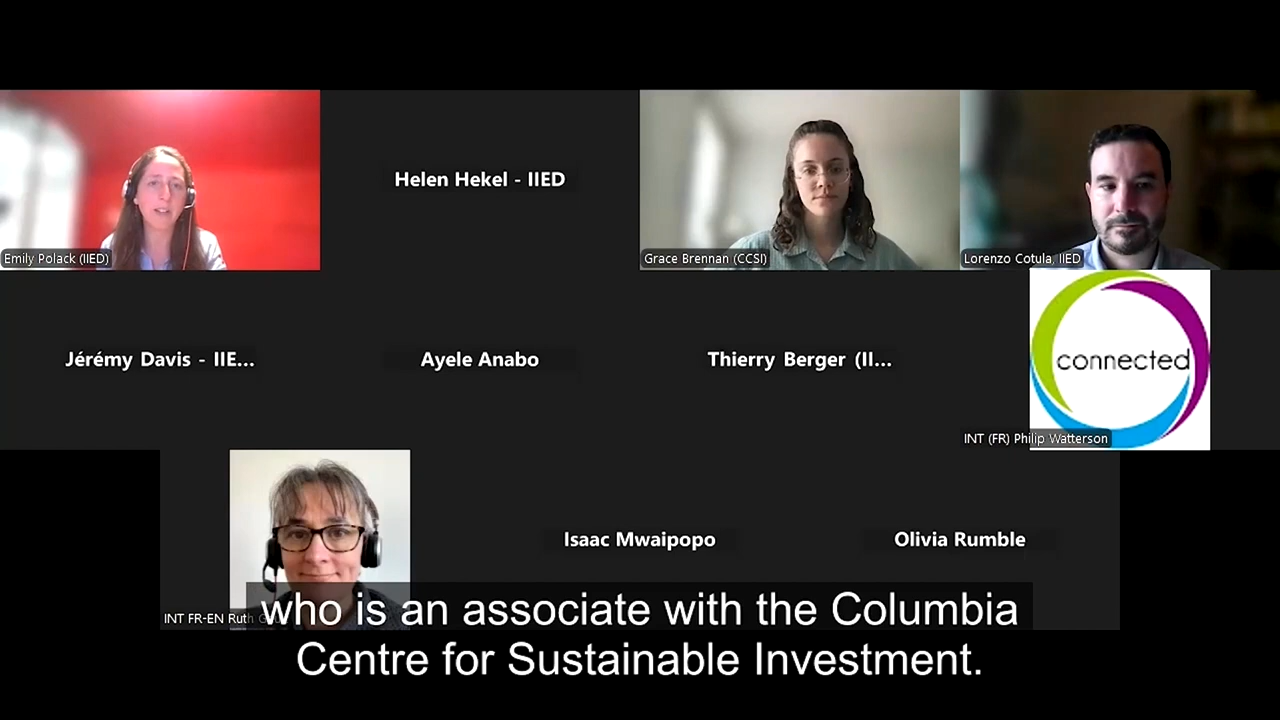 Helen Hekel - IIED
Emily Polack (IIED)
Grace Brennan (CCSI)
Lorenzo Cotula, IIED
Jérémy Davis - IIE...
Ayele Anabo
Thierry Berger (II...
connected
INT (FR) Philip Watterson
Isaac Mwaipopo
Olivia Rumble
INT FR-EN Ruth
who is an associate with the Columbia
Centre for Sustainable Investment.